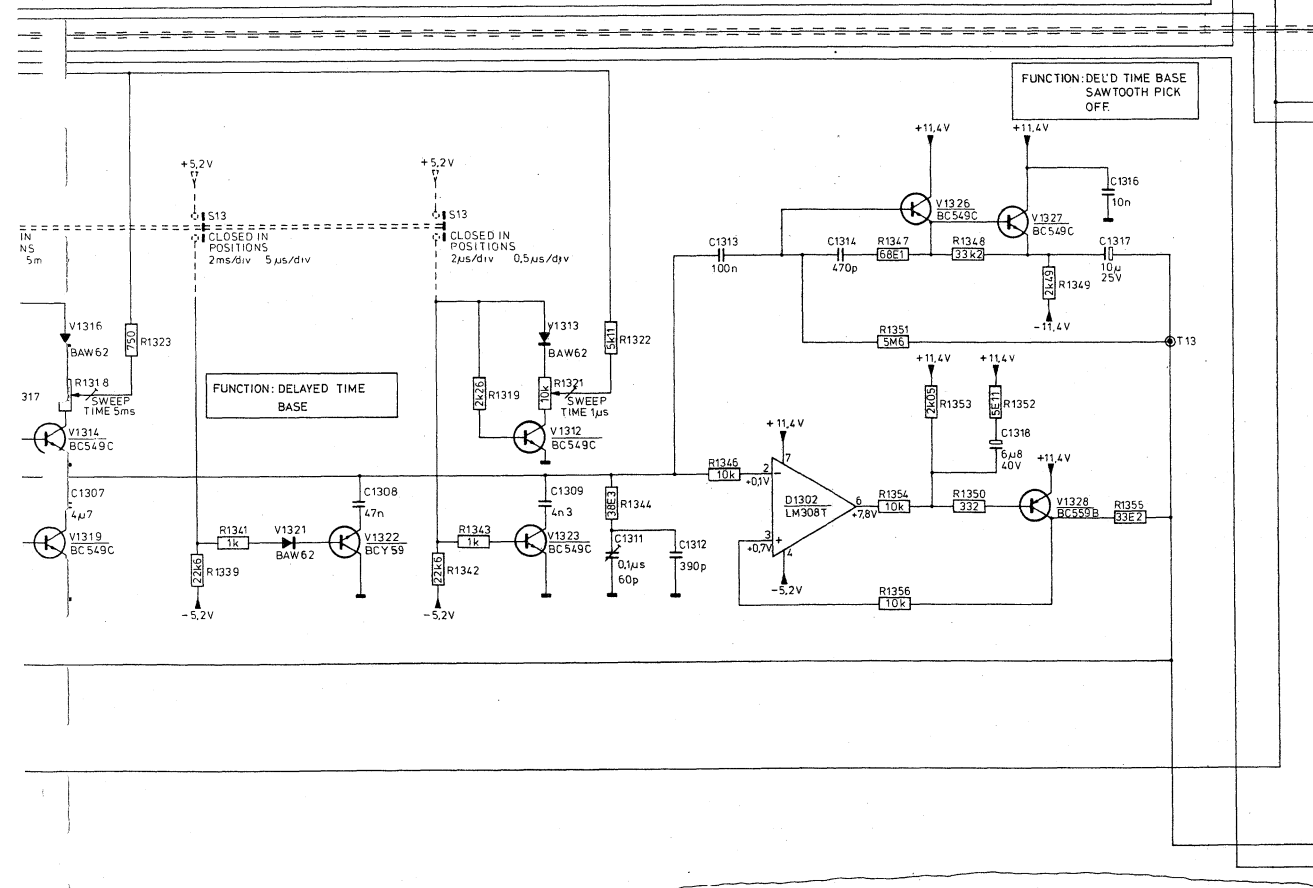 FUNCTION: DEL'D TIME BASE
SAWTOOTH PICK
OFF.
+11,4V
+11,4V
C1316
10n
V1326
BC549C
V1327
BC549C
+5,2V
+5,2V
S13
S13
IN
NS
5m
CLOSED IN
POSITIONS
2ms/div 5µs/div
CLOSED IN
POSITIONS
2µs/div 0,5µs/div
C1313
100n
C1314
470p
R1347
68E1
R1348
33k2
C1317
10µ
25V
2k49
R1349
-11,4V
V1316
BAW62
750
R1323
V1313
BAW62
5k11
R1322
R1351
5M6
T13
317
R1318
SWEEP
TIME 5ms
FUNCTION: DELAYED TIME
BASE
2k26
R1319
R1321
10k
SWEEP
TIME 1µs
+11,4V
+11,4V
2k05
R1353
5E11
R1352
V1314
BC549C
V1312
BC549C
+11,4V
C1318
6µ8
40V
R1346
10k
2
-
+0,1V
7
D1302
LM308T
6
+7,8V
3
+
+0,7V
4
-5,2V
R1354
10k
R1350
332
+11,4V
V1328
BC559B
R1355
33E2
C1307
4µ7
C1308
47n
C1309
4n3
38E3
R1344
V1319
BC549C
R1341
1k
V1321
BAW62
V1322
BCY59
R1343
1k
V1323
BC549C
C1311
0,1µs
60p
C1312
390p
22k6
R1339
22k6
R1342
-5,2V
-5,2V
R1356
10k